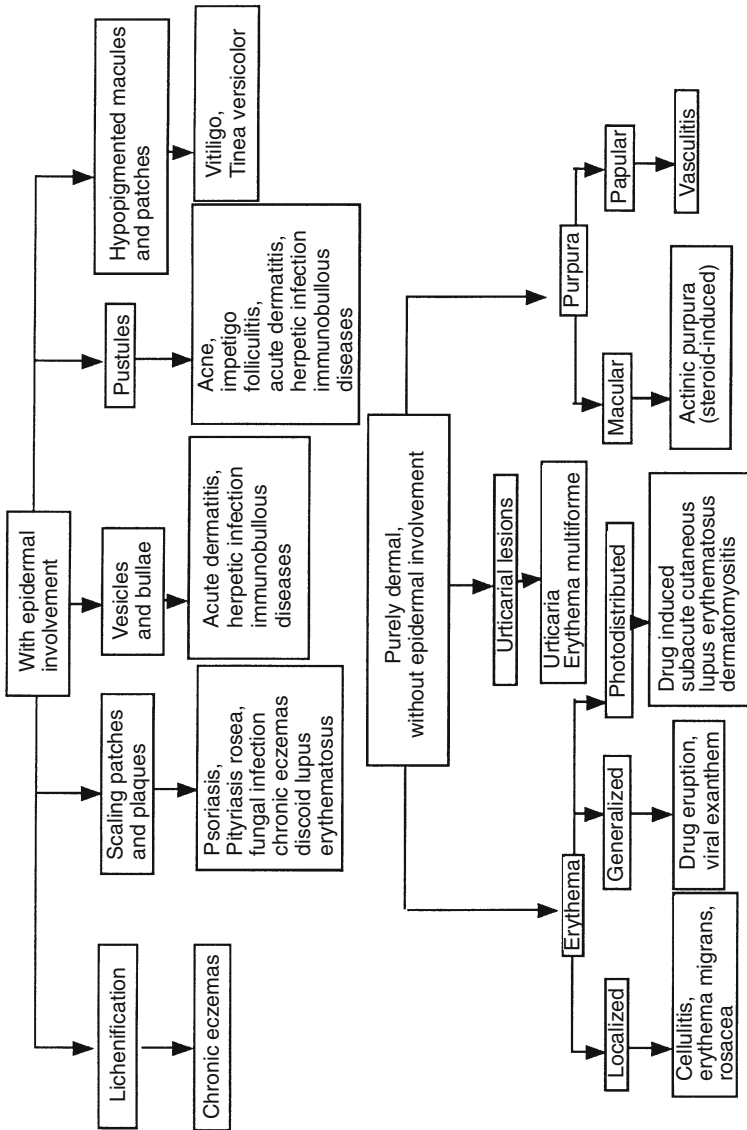 With epidermal
involvement
Lichenification
Scaling patches
and plaques
Vesicles
and bullae
Pustules
Hypopigmented macules
and patches
Chronic eczemas
Psoriasis,
Pityriasis rosea,
fungal infection
chronic eczemas
discoid lupus
erythematosus
Acute dermatitis,
herpetic infection
immunobullous
diseases
Acne,
impetigo
folliculitis,
acute dermatitis,
herpetic infection
immunobullous
diseases
Vitiligo,
Tinea versicolor
Purely dermal,
without epidermal involvement
Erythema
Urticarial lesions
Purpura
Localized
Generalized
Photodistributed
Urticaria
Erythema multiforme
Macular
Papular
Cellulitis,
erythema migrans,
rosacea
Drug eruption,
viral exanthem
Drug induced
subacute cutaneous
lupus erythematosus
dermatomyositis
Actinic purpura
(steroid-induced)
Vasculitis